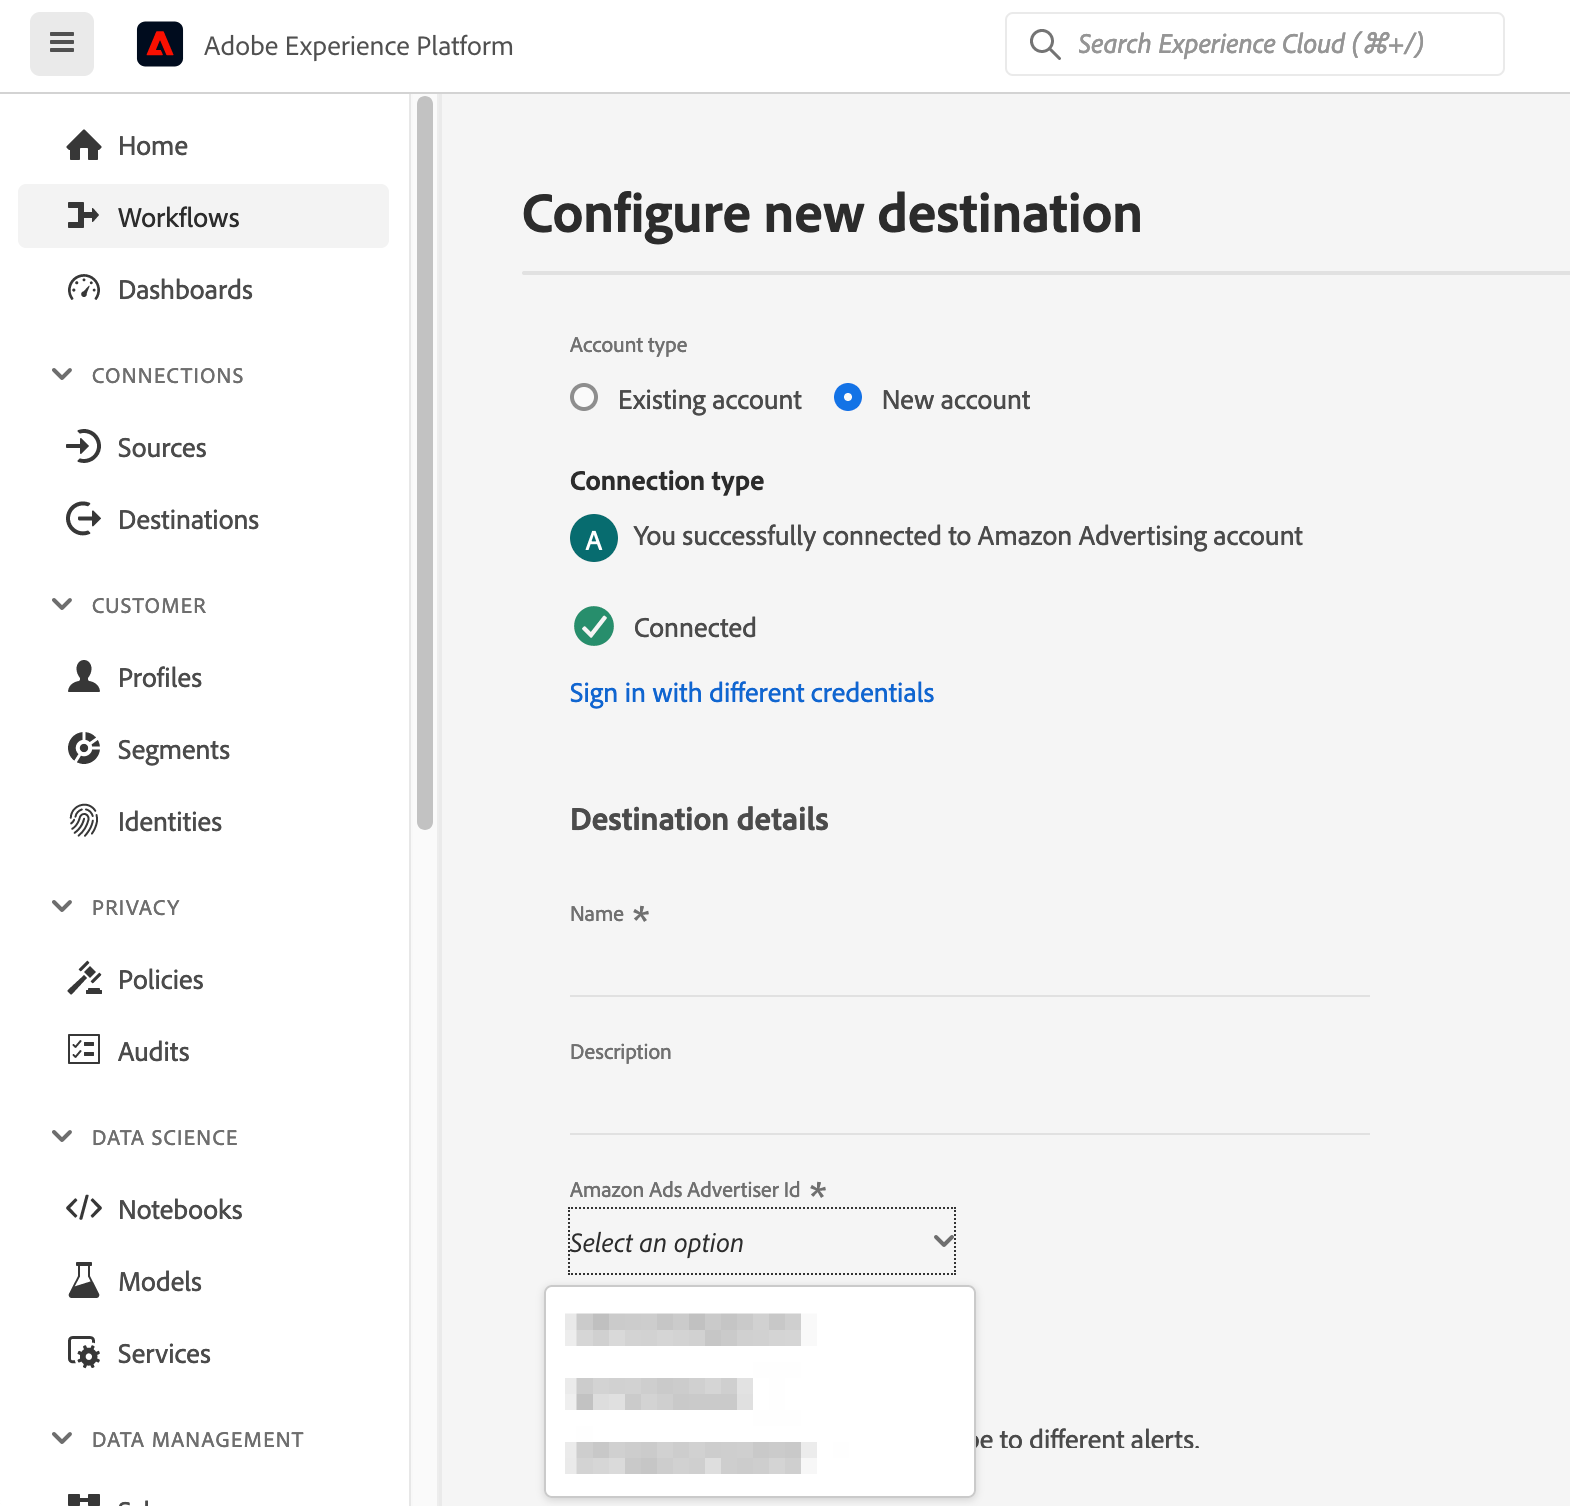 Adobe Experience Platform
Search Experience Cloud (⌘+/)
Home
Workflows
Dashboards
CONNECTIONS
Sources
Destinations
CUSTOMER
Profiles
Segments
Identities
PRIVACY
Policies
Audits
DATA SCIENCE
Notebooks
Models
Services
DATA MANAGEMENT
Configure new destination
Account type
Existing account New account
Connection type
A You successfully connected to Amazon Advertising account
Connected
Sign in with different credentials
Destination details
Name *
Description
Amazon Ads Advertiser Id *
Select an option
to different alerts.